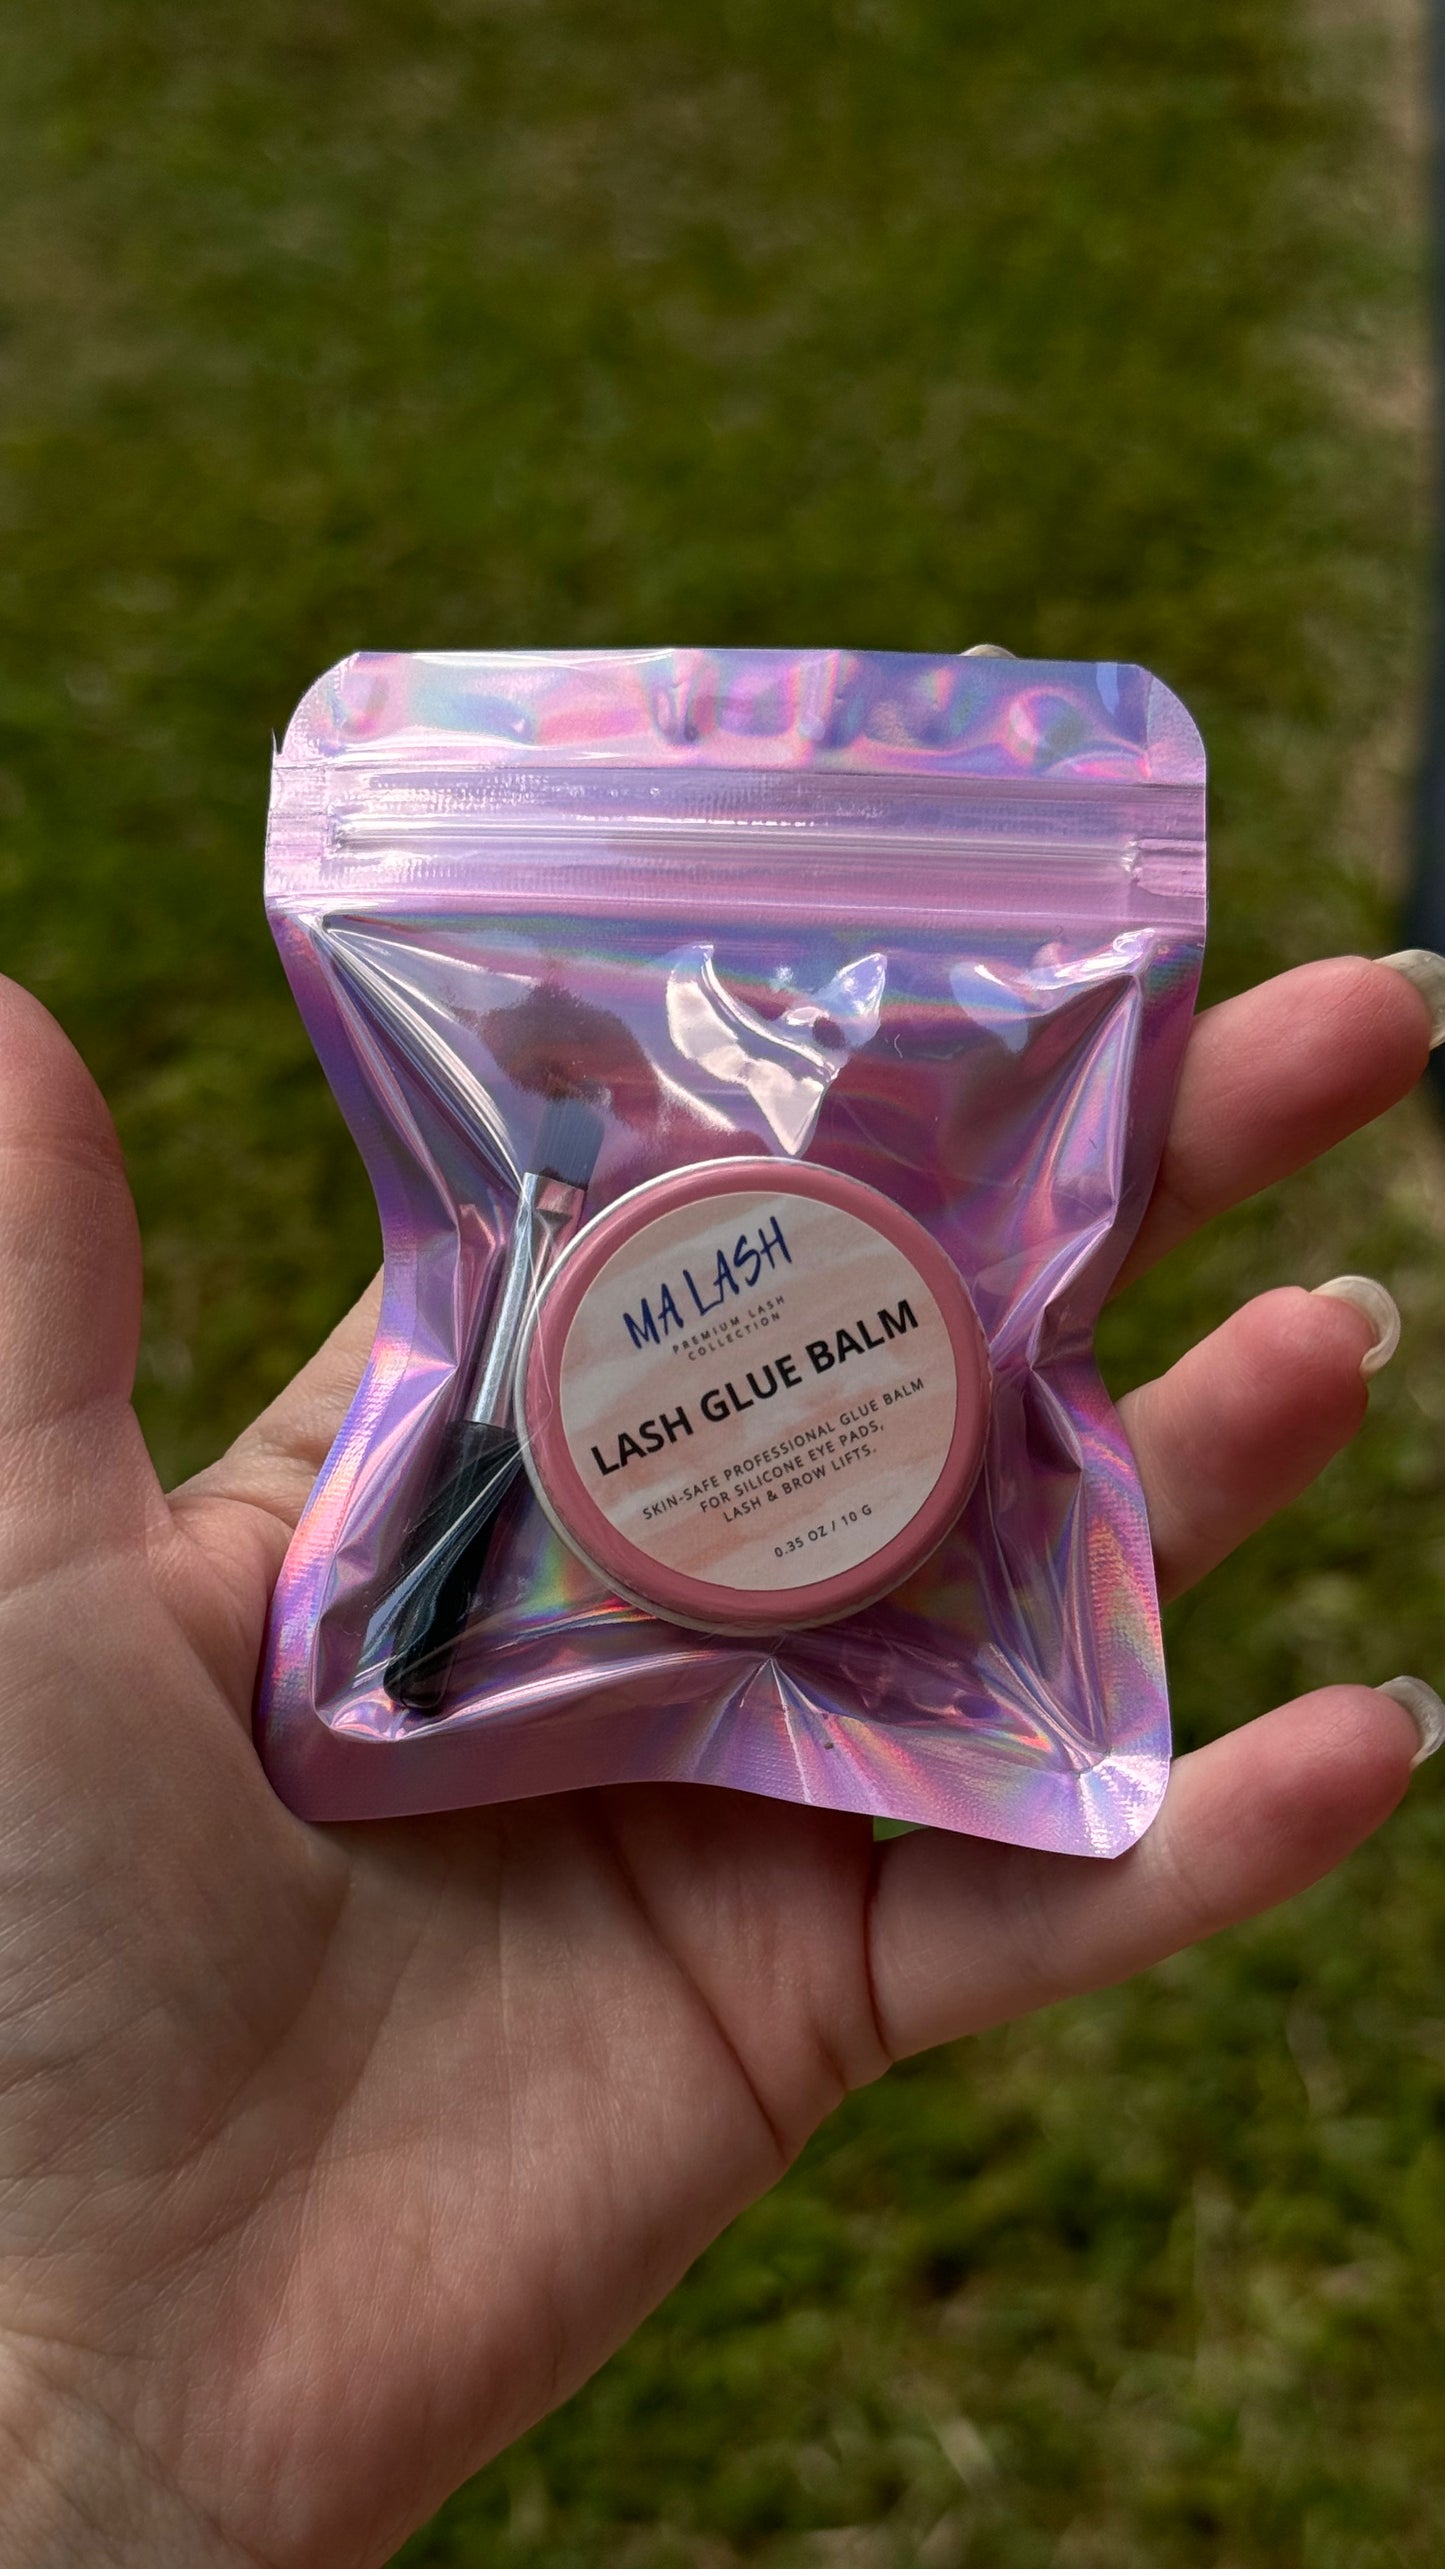 MA LASH
PREMIUM LASH
COLLECTION
LASH GLUE BALM
SKIN-SAFE PROFESSIONAL GLUE BALM
FOR SILICONE EYE PADS,
LASH & BROW LIFTS.
0.35 OZ / 10 G